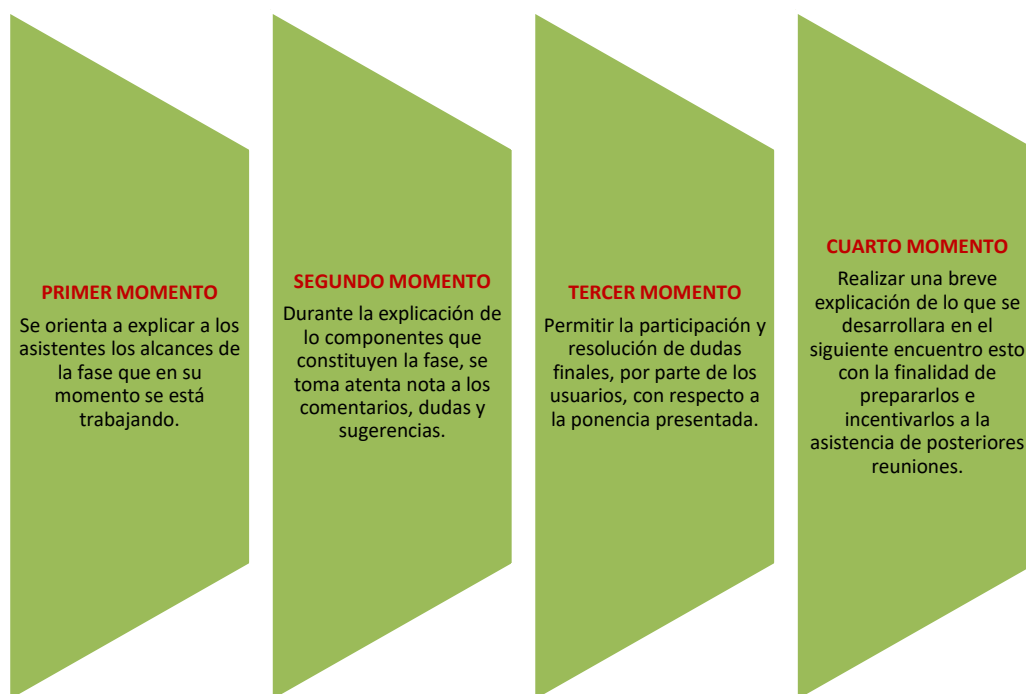 PRIMER MOMENTO
Se orienta a explicar a los
asistentes los alcances de
la fase que en su
momento se está
trabajando.
SEGUNDO MOMENTO
Durante la explicación de
lo componentes que
constituyen la fase, se
toma atenta nota a los
comentarios, dudas y
sugerencias.
TERCER MOMENTO
Permitir la participación y
resolución de dudas
finales, por parte de los
usuarios, con respecto a
la ponencia presentada.
CUARTO MOMENTO
Realizar una breve
explicación de lo que se
desarrollara en el
siguiente encuentro esto
con la finalidad de
prepararlos e
incentivarlos a la
asistencia de posteriores
reuniones.